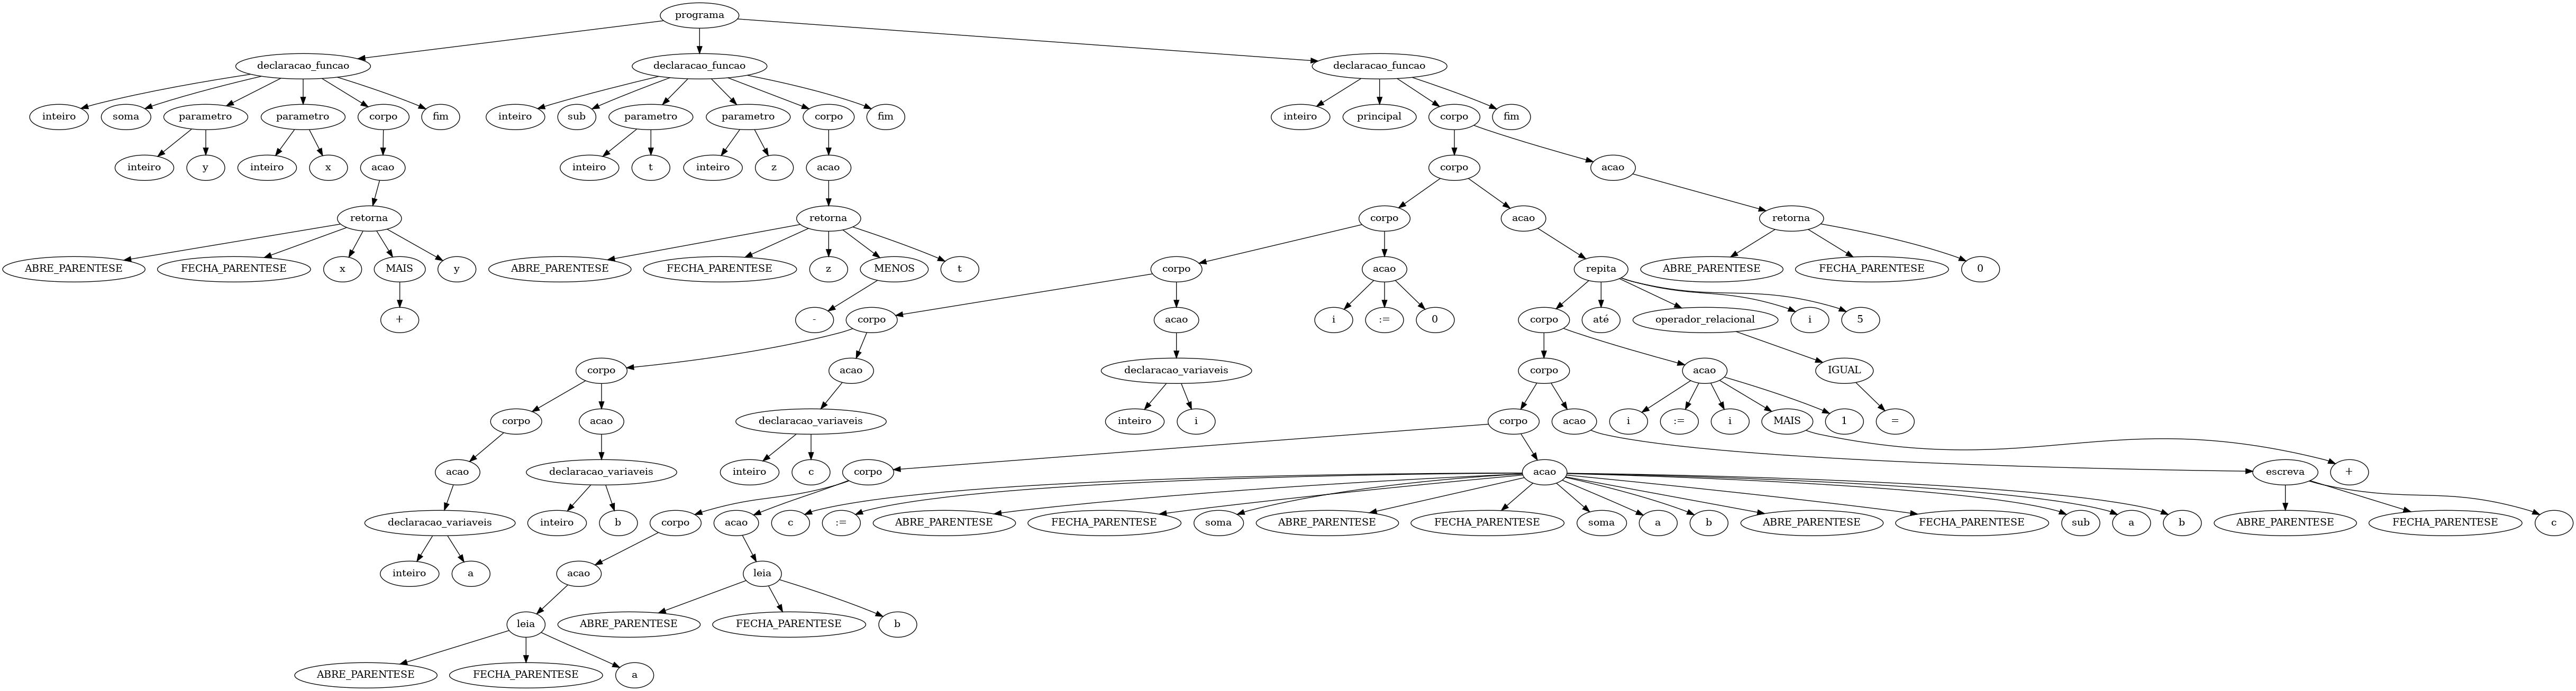 programa
declaracao_funcao declaracao_funcao declaracao_funcao
inteiro soma parametro parametro corpo fim inteiro sub parametro parametro corpo fim inteiro principal corpo fim
inteiro y inteiro x acao inteiro t inteiro z acao corpo acao
retorna retorna corpo acao retorna
ABRE_PARENTESE FECHA_PARENTESE x MAIS y ABRE_PARENTESE FECHA_PARENTESE z MENOS t corpo acao repita ABRE_PARENTESE FECHA_PARENTESE 0
+ - corpo acao i := 0 corpo até operador_relacional i 5
corpo acao declaracao_variaveis corpo acao IGUAL
corpo acao declaracao_variaveis inteiro i corpo acao i := i MAIS 1 =
acao declaracao_variaveis inteiro c corpo acao escreva +
declaracao_variaveis inteiro b corpo acao c := ABRE_PARENTESE FECHA_PARENTESE soma ABRE_PARENTESE FECHA_PARENTESE soma a b ABRE_PARENTESE FECHA_PARENTESE sub a b ABRE_PARENTESE FECHA_PARENTESE c
inteiro a acao leia
leia ABRE_PARENTESE FECHA_PARENTESE b
ABRE_PARENTESE FECHA_PARENTESE a